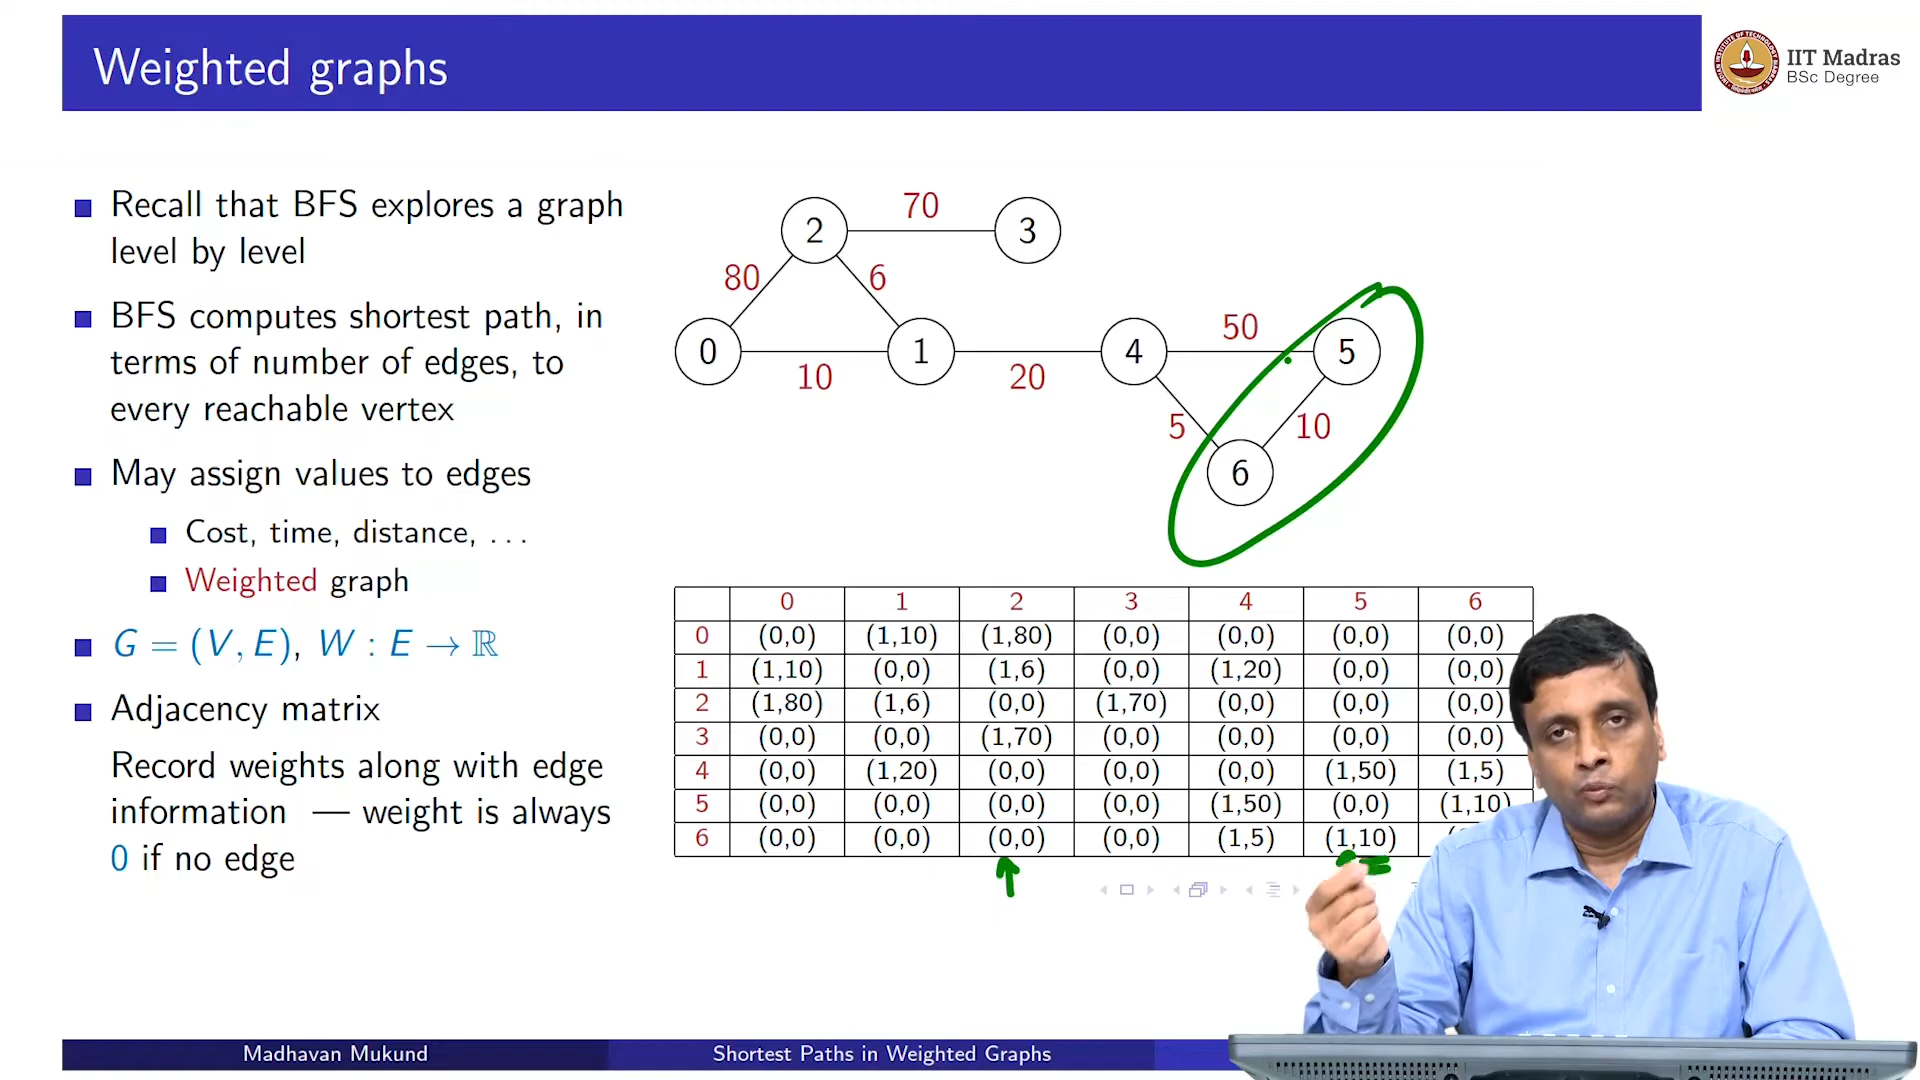 Weighted graphs
IIT Madras
BSc Degree
Recall that BFS explores a graph
level by level
BFS computes shortest path, in
terms of number of edges, to
every reachable vertex
May assign values to edges
Cost, time, distance, . . .
Weighted graph
G = (V, E), W : E → ℝ
Adjacency matrix
Record weights along with edge
information — weight is always
0 if no edge
70
2 3
80 6
50
0 1 4 5
10 20
5 10
6
0 1 2 3 4 5 6
0 (0,0) (1,10) (1,80) (0,0) (0,0) (0,0) (0,0)
1 (1,10) (0,0) (1,6) (0,0) (1,20) (0,0) (0,0)
2 (1,80) (1,6) (0,0) (1,70) (0,0) (0,0) (0,0)
3 (0,0) (0,0) (1,70) (0,0) (0,0) (0,0) (0,0)
4 (0,0) (1,20) (0,0) (0,0) (0,0) (1,50) (1,5)
5 (0,0) (0,0) (0,0) (0,0) (1,50) (0,0) (1,10)
6 (0,0) (0,0) (0,0) (0,0) (1,5) (1,10)
Madhavan Mukund
Shortest Paths in Weighted Graphs